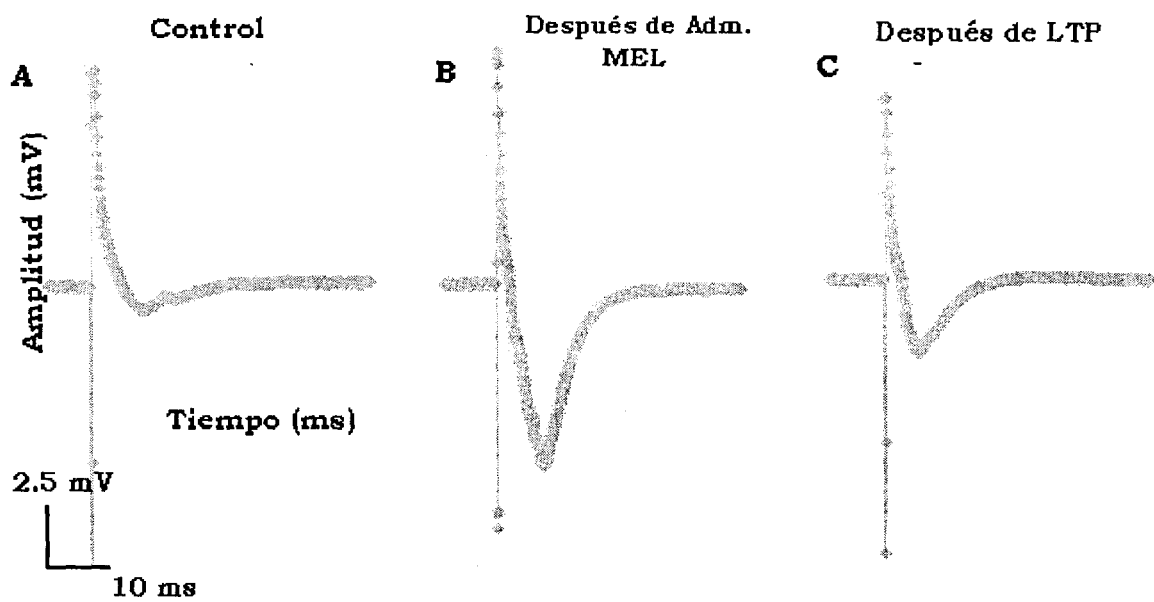 Control
Después de Adm.
MEL
Después de LTP
A
B
C
Amplitud (mV)
Tiempo (ms)
2.5 mV
10 ms